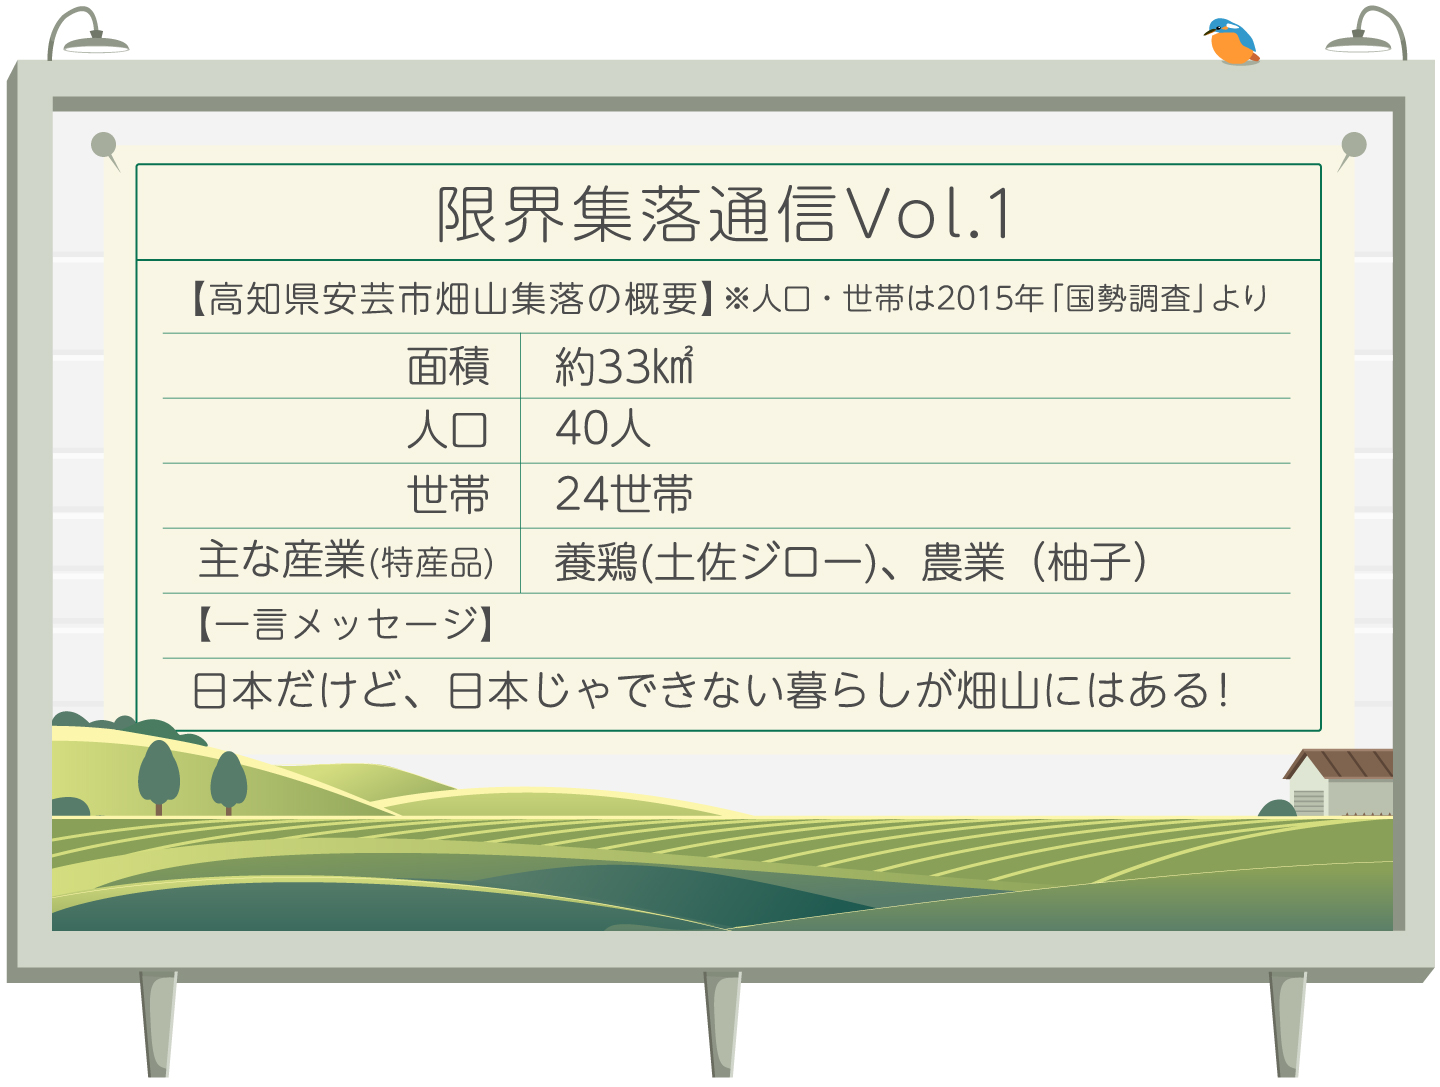 限界集落通信Vol.1
【高知県安芸市畑山集落の概要】※人口・世帯は2015年「国勢調査」より
面積 約33k㎡
人口 40人
世帯 24世帯
主な産業(特産品) 養鶏(土佐ジロー)、農業（柚子）
【一言メッセージ】
日本だけど、日本じゃできない暮らしが畑山にはある！